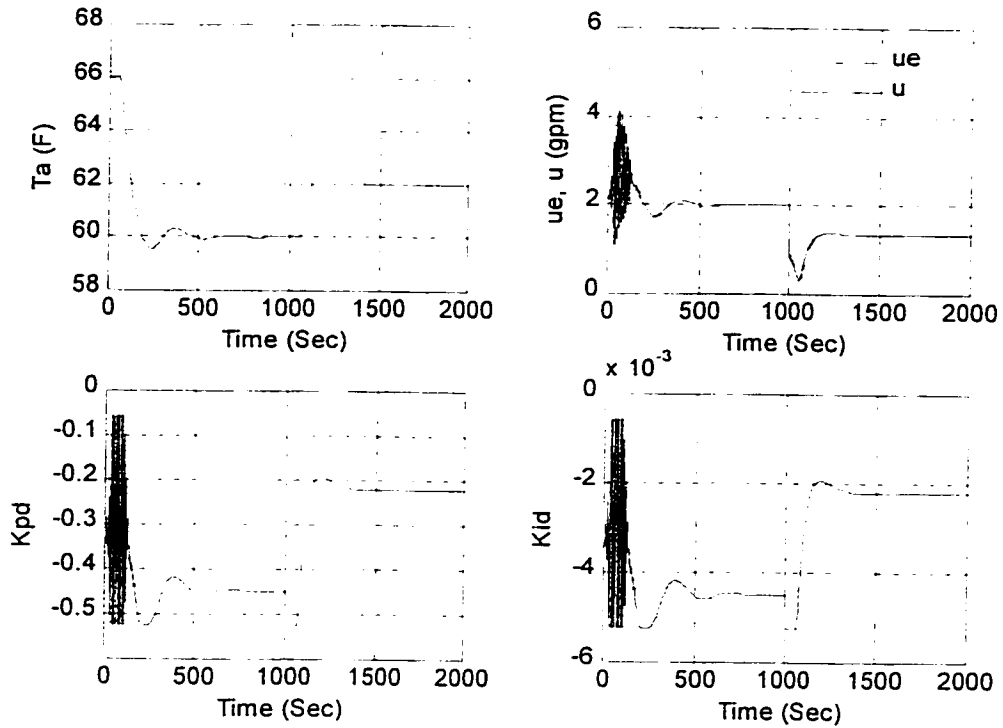 68
66
64
62
60
58
Ta (F)
0 500 1000 1500 2000
Time (Sec)
6
4
2
0
ue, u (gpm)
ue
u
0 500 1000 1500 2000
Time (Sec)
0
-0.1
-0.2
-0.3
-0.4
-0.5
Kpd
0 500 1000 1500 2000
Time (Sec)
x 10-3
0
-2
-4
-6
Kid
0 500 1000 1500 2000
Time (Sec)